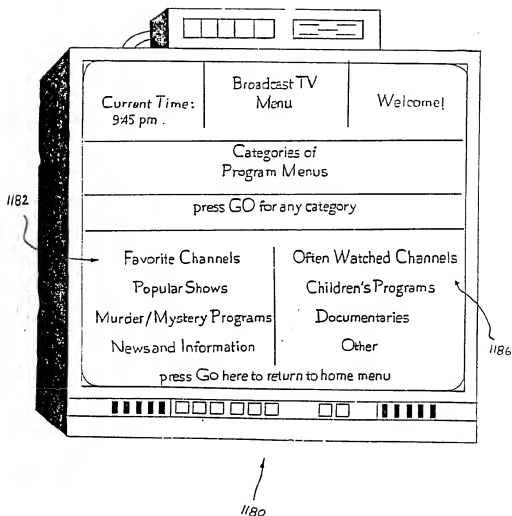 Broadcast TV
Current Time: Menu Welcome!
9:45 pm.
Categories of
Program Menus
press GO for any category
1182
Favorite Channels Often Watched Channels
Popular Shows Children's Programs
Murder/Mystery Programs Documentaries
News and Information Other
1186
press Go here to return to home menu
1180